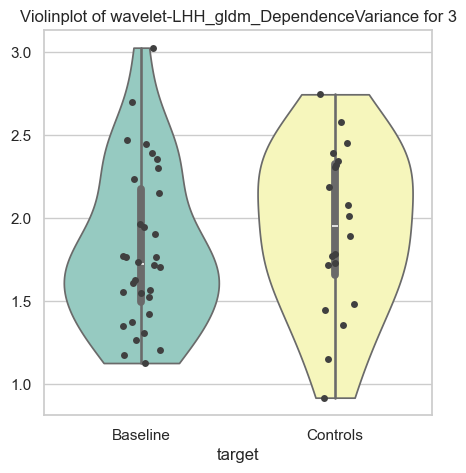 Violinplot of wavelet-LHH_gldm_DependenceVariance for 3
3.0
2.5
2.0
1.5
1.0
Baseline
Controls
target